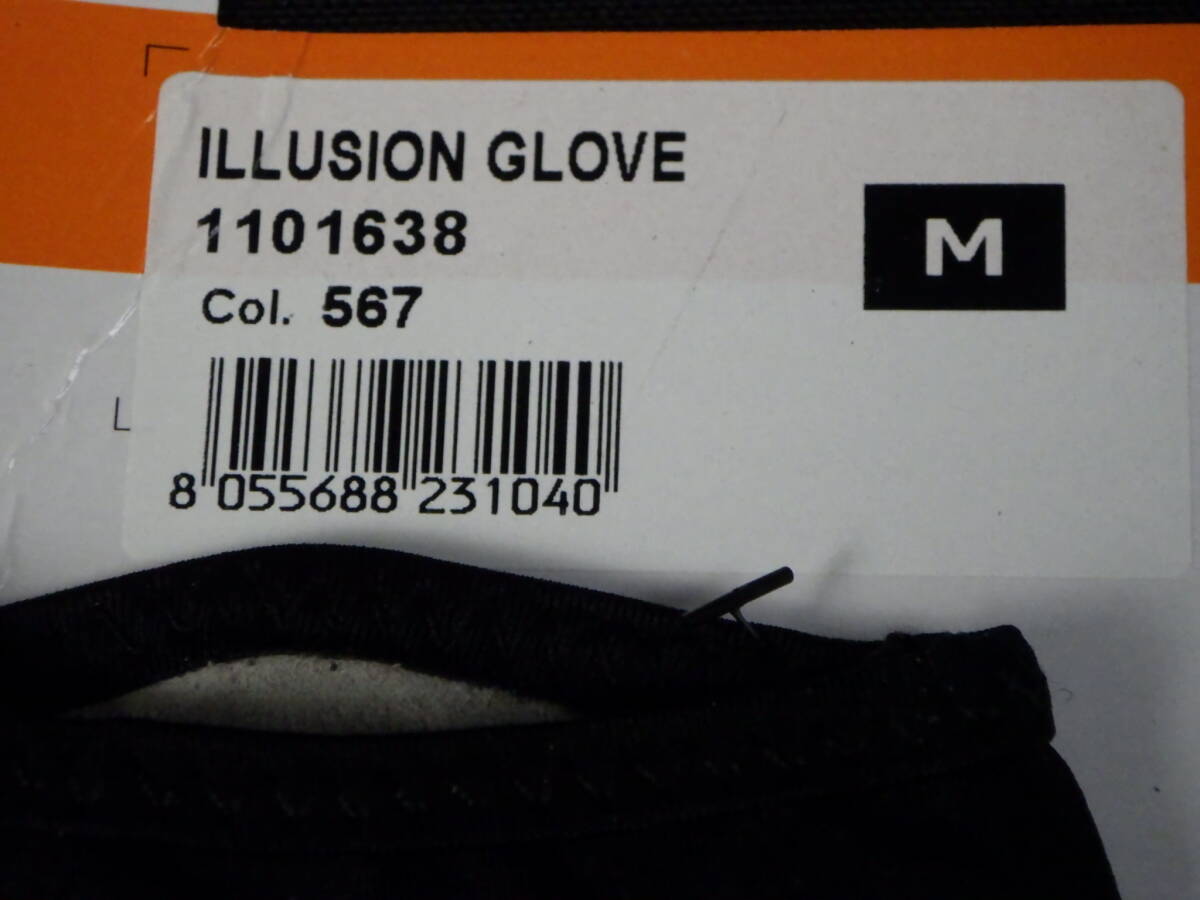 ILLUSION GLOVE
1101638
M
Col. 567
8 055688 231040